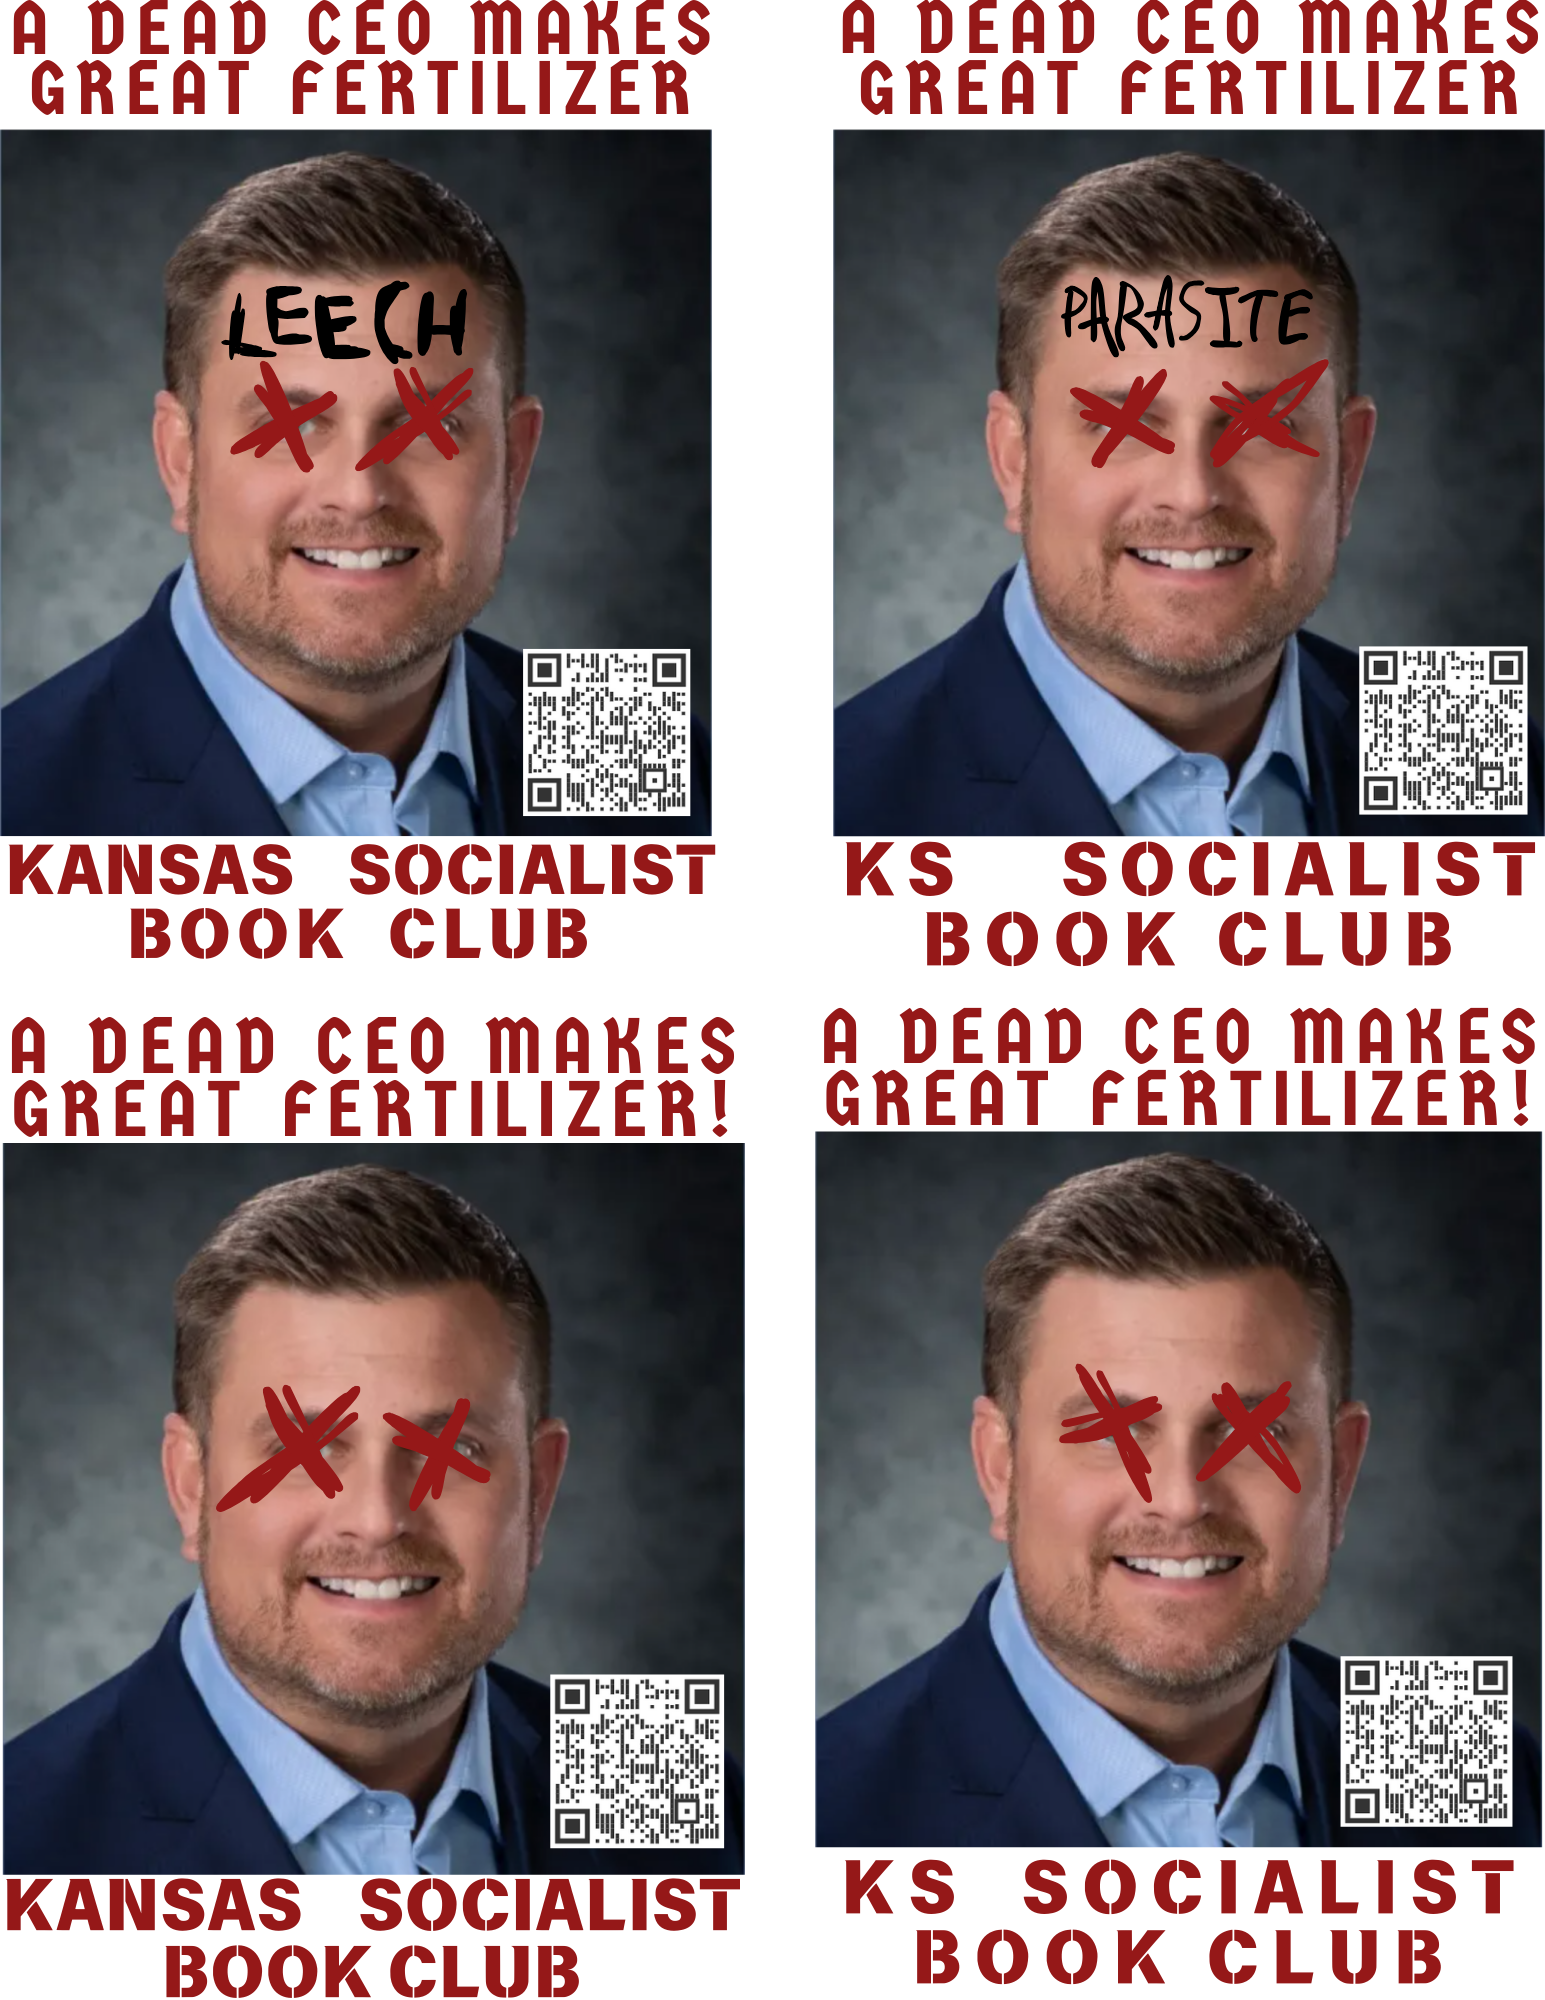 A DEAD CEO MAKES
GREAT FERTILIZER
LEECH
KANSAS SOCIALIST
BOOK CLUB
A DEAD CEO MAKES
GREAT FERTILIZER
PARASITE
KS SOCIALIST
BOOK CLUB
A DEAD CEO MAKES
GREAT FERTILIZER!
KANSAS SOCIALIST
BOOK CLUB
A DEAD CEO MAKES
GREAT FERTILIZER!
KS SOCIALIST
BOOK CLUB